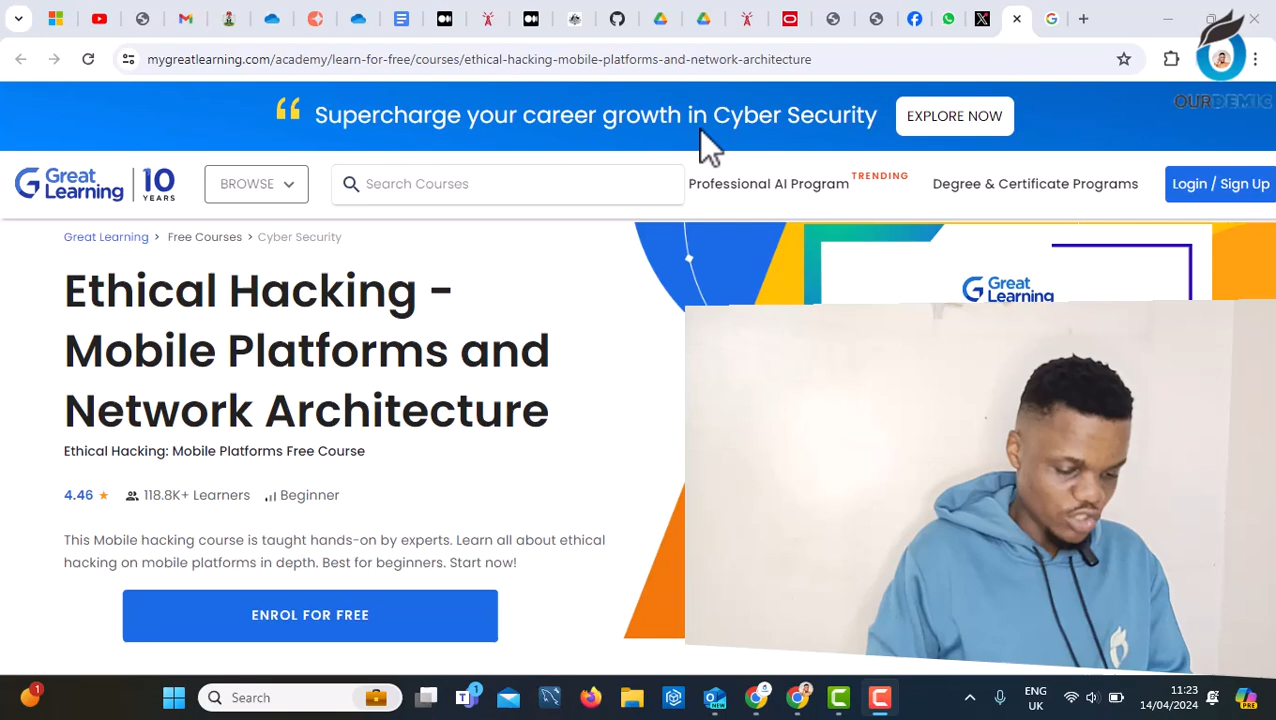 mygreatlearning.com/academy/learn-for-free/courses/ethical-hacking-mobile-platforms-and-network-architecture
Supercharge your career growth in Cyber Security
EXPLORE NOW
OURDEMIC
Great Learning
10 YEARS
BROWSE
Search Courses
Professional AI Program
TRENDING
Degree & Certificate Programs
Login / Sign Up
Great Learning > Free Courses > Cyber Security
Ethical Hacking -
Mobile Platforms and
Network Architecture
Great Learning
Ethical Hacking: Mobile Platforms Free Course
4.46 ★ 118.8K+ Learners Beginner
This Mobile hacking course is taught hands-on by experts. Learn all about ethical
hacking on mobile platforms in depth. Best for beginners. Start now!
ENROL FOR FREE
1
Search
1
NEW
ENG
UK
11:23
14/04/2024
PRE